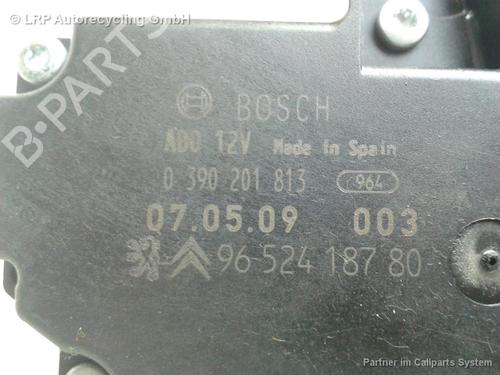 © LRP Autorecycling GmbH
B-PARTS
BOSCH
ADO 12V Made in Spain
0 390 201 813 964
07.05.09 003
96 524 187 80
Partner im Callparts System